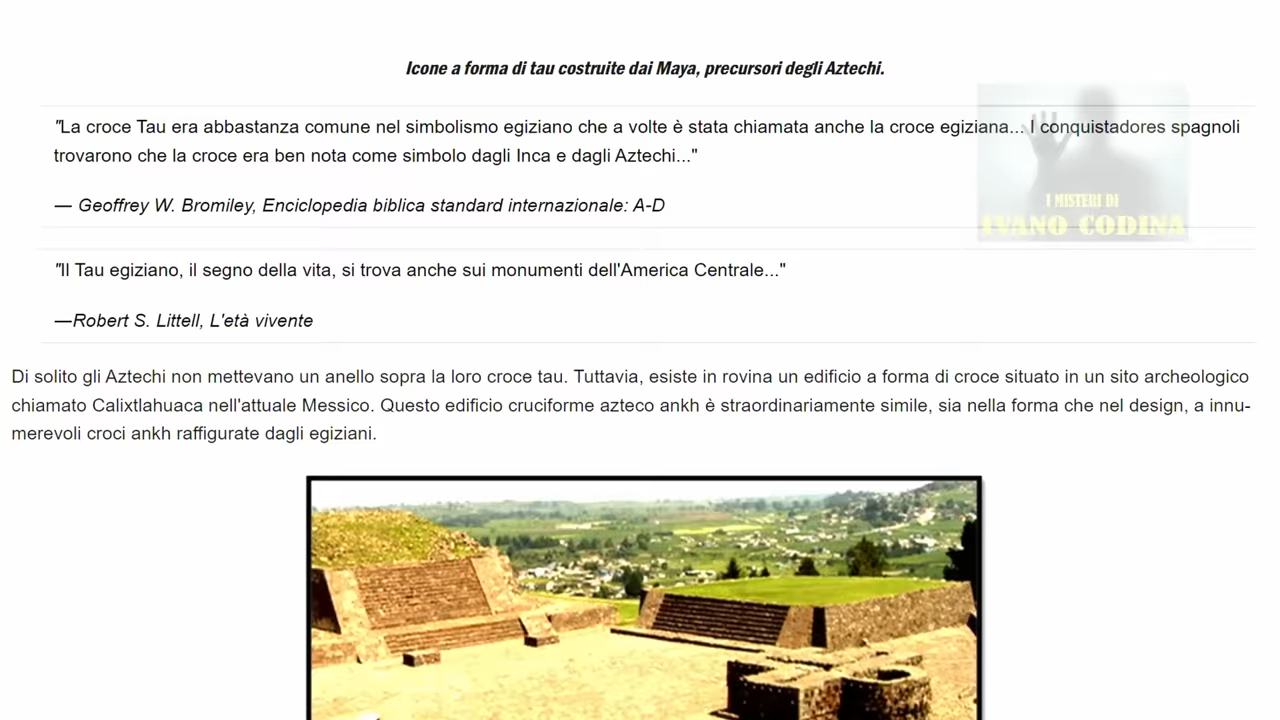 Icone a forma di tau costruite dai Maya, precursori degli Aztechi.
"La croce Tau era abbastanza comune nel simbolismo egiziano che a volte è stata chiamata anche la croce egiziana... I conquistadores spagnoli
trovarono che la croce era ben nota come simbolo dagli Inca e dagli Aztechi..."
— Geoffrey W. Bromiley, Enciclopedia biblica standard internazionale: A-D
I MISTERI DI
IVANO CODINA
"Il Tau egiziano, il segno della vita, si trova anche sui monumenti dell'America Centrale..."
—Robert S. Littell, L'età vivente
Di solito gli Aztechi non mettevano un anello sopra la loro croce tau. Tuttavia, esiste in rovina un edificio a forma di croce situato in un sito archeologico
chiamato Calixtlahuaca nell'attuale Messico. Questo edificio cruciforme azteco ankh è straordinariamente simile, sia nella forma che nel design, a innu-
merevoli croci ankh raffigurate dagli egiziani.